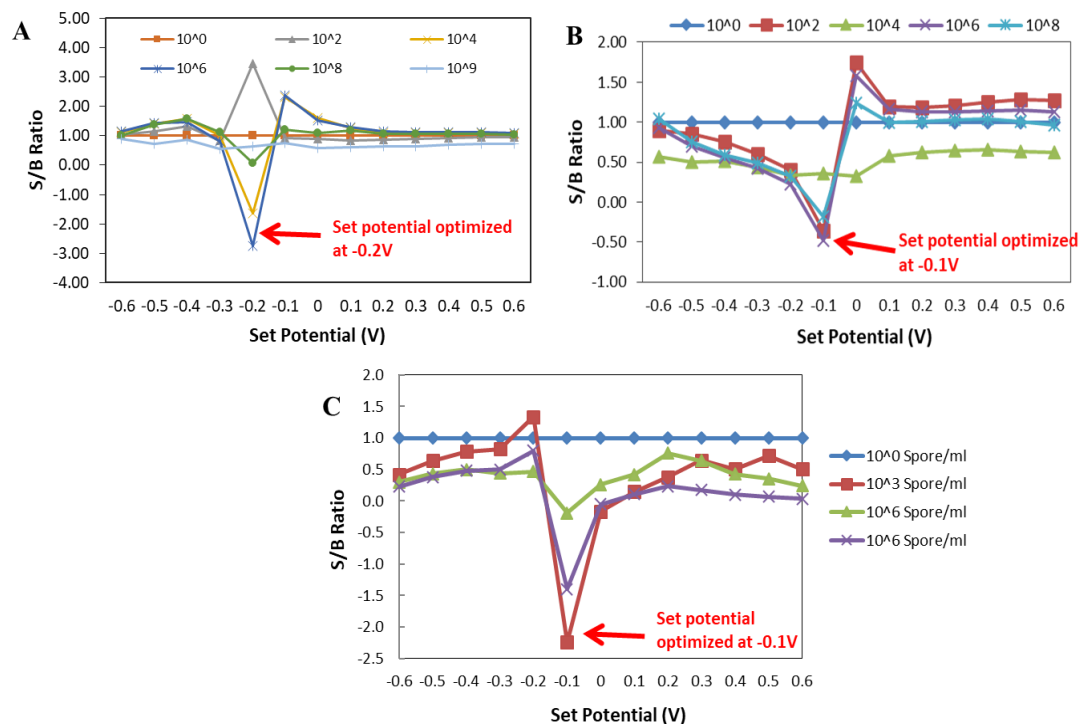 A
5.00
4.00
3.00
2.00
1.00
0.00
-1.00
-2.00
-3.00
-4.00
S/B Ratio
10^0 10^2 10^4
10^6 10^8 10^9
Set potential optimized
at -0.2V
-0.6 -0.5 -0.4 -0.3 -0.2 -0.1 0 0.1 0.2 0.3 0.4 0.5 0.6
Set Potential (V)
B
10^0 10^2 10^4 10^6 10^8
2.00
1.50
1.00
0.50
0.00
-0.50
-1.00
S/B Ratio
Set potential optimized
at -0.1V
-0.6 -0.5 -0.4 -0.3 -0.2 -0.1 0 0.1 0.2 0.3 0.4 0.5 0.6
Set Potential (V)
C
2.0
1.5
1.0
0.5
0.0
-0.5
-1.0
-1.5
-2.0
-2.5
S/B Ratio
10^0 Spore/ml
10^3 Spore/ml
10^6 Spore/ml
10^6 Spore/ml
Set potential
optimized at -0.1V
-0.6 -0.5 -0.4 -0.3 -0.2 -0.1 0 0.1 0.2 0.3 0.4 0.5 0.6
Set Potential (V)